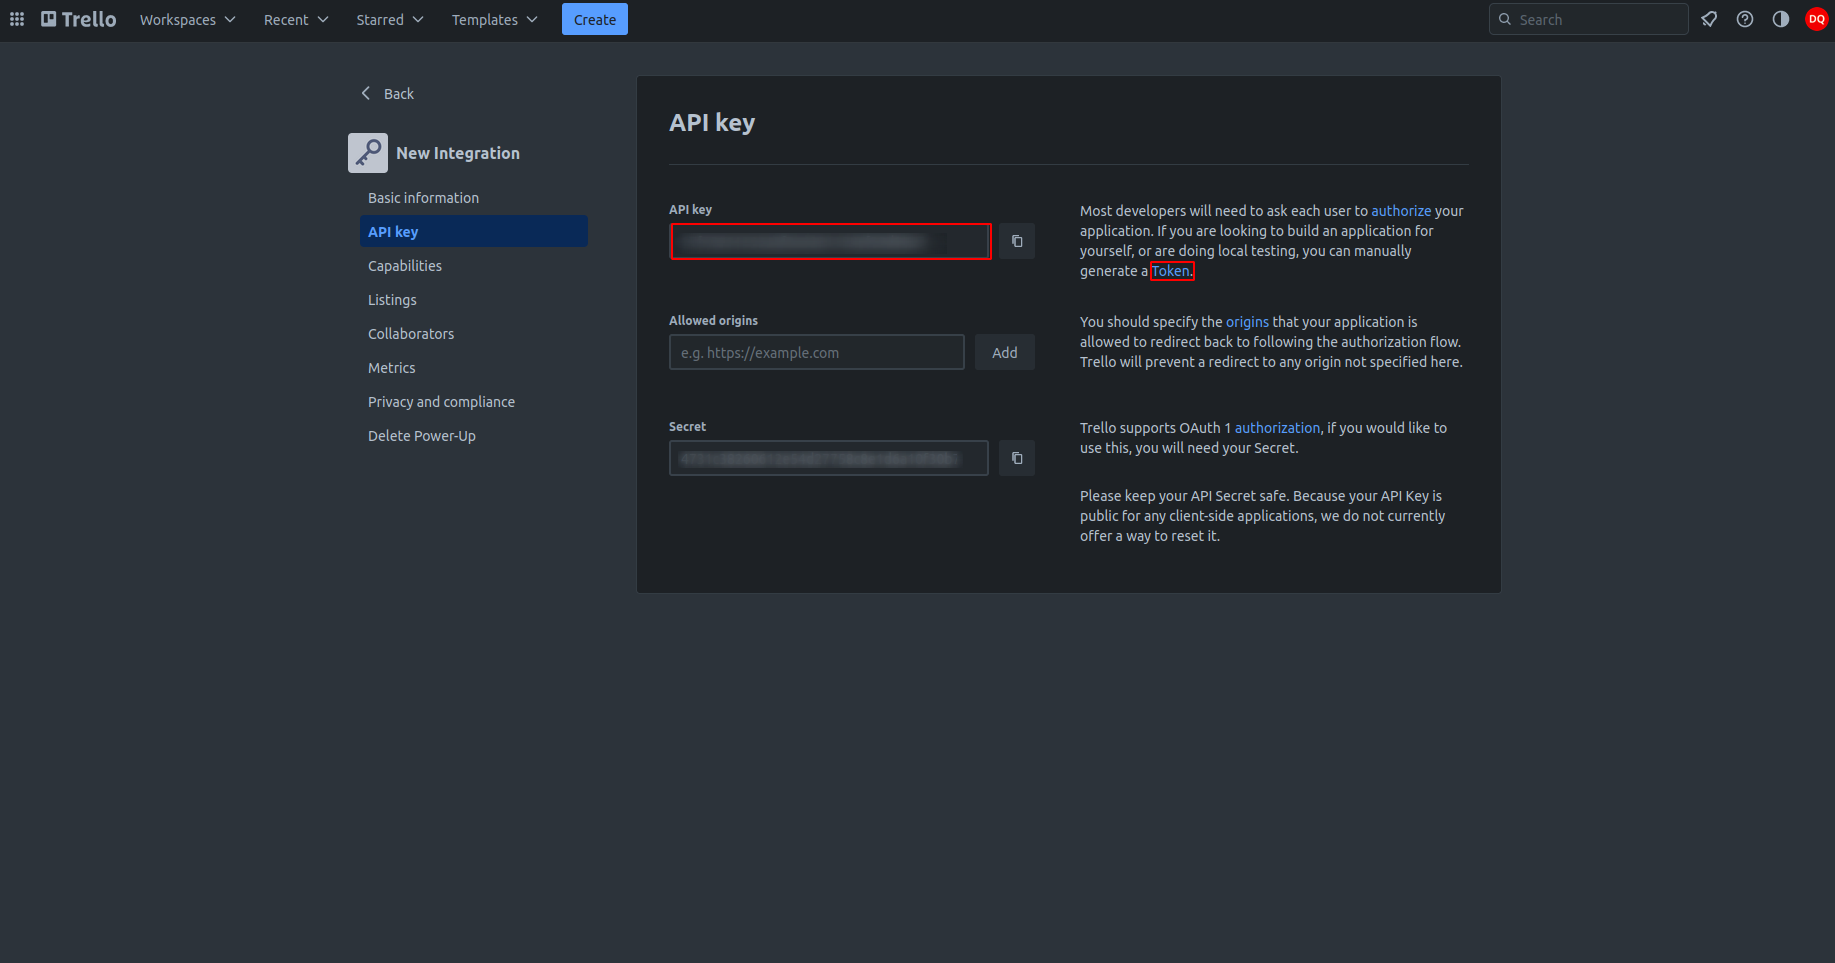 Trello Workspaces Recent Starred Templates Create Search DQ
Back
New Integration
Basic information
API key
Capabilities
Listings
Collaborators
Metrics
Privacy and compliance
Delete Power-Up
API key
API key
Most developers will need to ask each user to authorize your
application. If you are looking to build an application for
yourself, or are doing local testing, you can manually
generate a Token.
Allowed origins
e.g. https://example.com Add
You should specify the origins that your application is
allowed to redirect back to following the authorization flow.
Trello will prevent a redirect to any origin not specified here.
Secret
Trello supports OAuth 1 authorization, if you would like to
use this, you will need your Secret.
Please keep your API Secret safe. Because your API Key is
public for any client-side applications, we do not currently
offer a way to reset it.